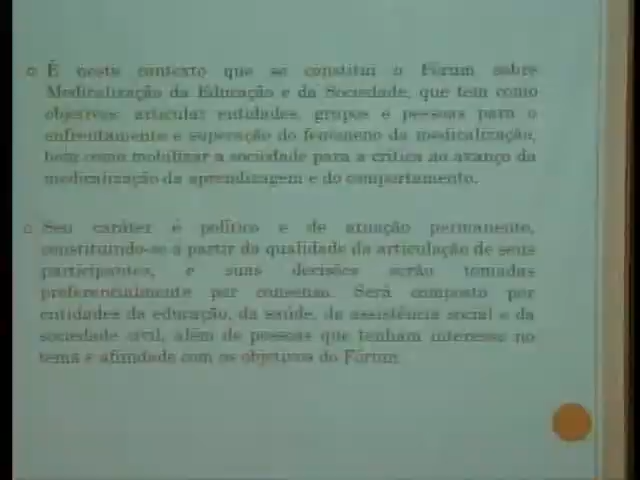 É neste contexto que se constitui o Fórum sobre
Medicalização da Educação e da Sociedade, que tem como
objetivos: articular entidades, grupos e pessoas para o
enfrentamento e superação do fenômeno da medicalização,
bem como mobilizar a sociedade para a crítica ao avanço da
medicalização da aprendizagem e do comportamento.
Seu caráter é político e de atuação permanente,
constituindo-se a partir da qualidade da articulação de seus
participantes, e suas decisões serão tomadas
preferencialmente por consenso. Será composto por
entidades da educação, da saúde, da assistência social e da
sociedade civil, além de pessoas que tenham interesse no
tema e afinidade com os objetivos do Fórum.